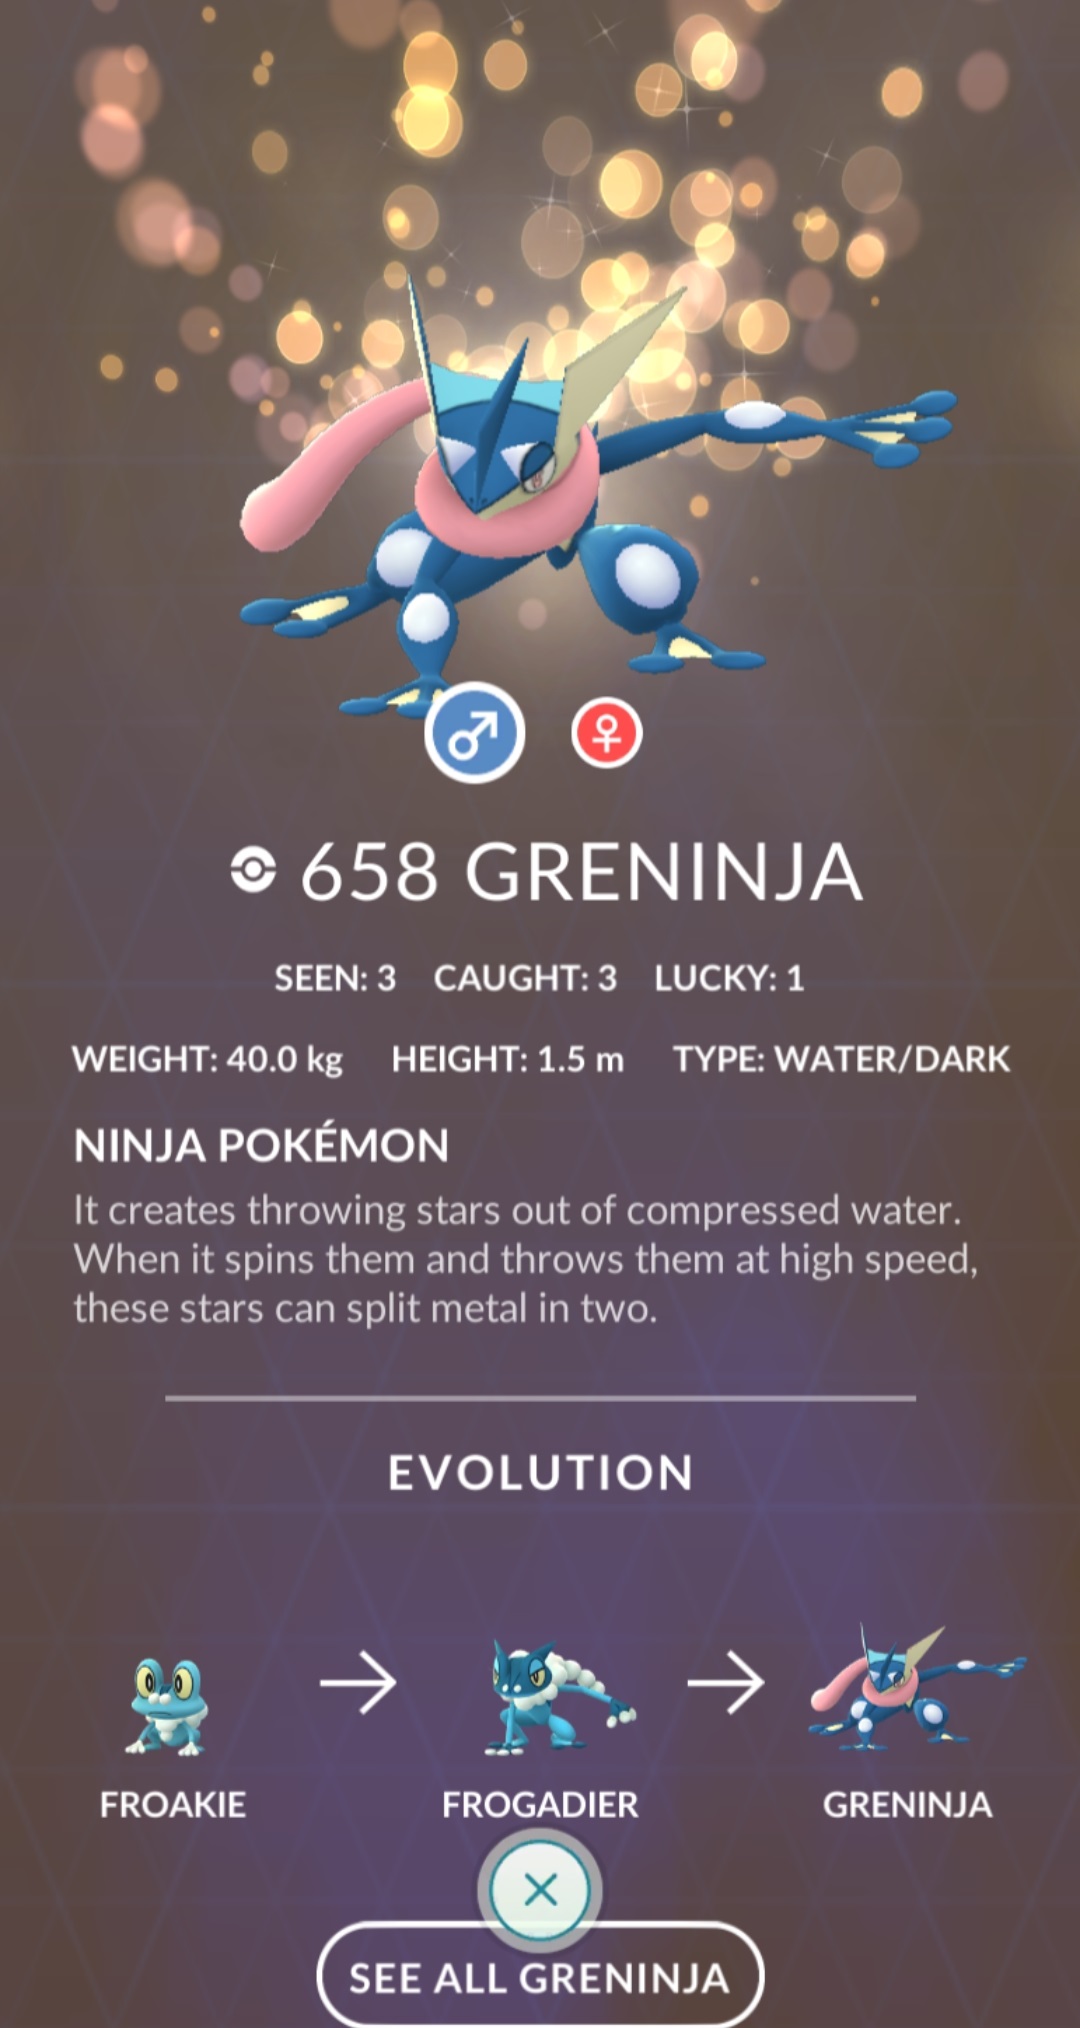 658 GRENINJA
SEEN: 3 CAUGHT: 3 LUCKY: 1
WEIGHT: 40.0 kg HEIGHT: 1.5 m TYPE: WATER/DARK
NINJA POKÉMON
It creates throwing stars out of compressed water.
When it spins them and throws them at high speed,
these stars can split metal in two.
EVOLUTION
FROAKIE FROGADIER GRENINJA
SEE ALL GRENINJA